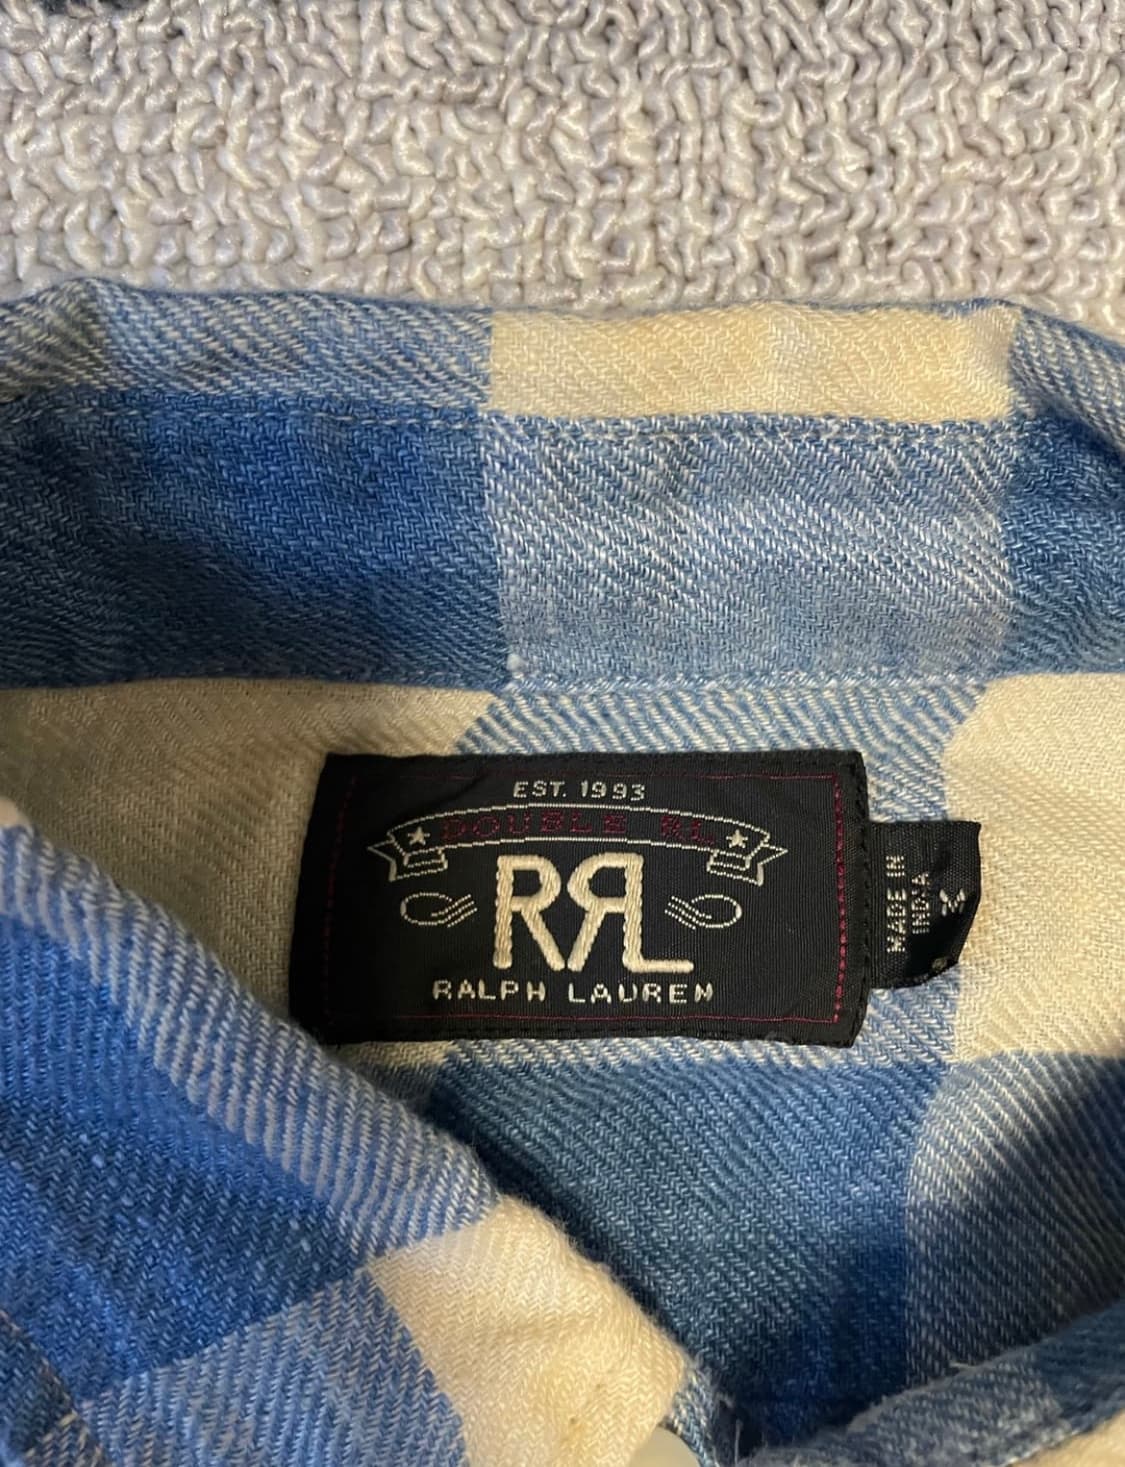 EST. 1993
DOUBLE RL
RRL
RALPH LAUREN
MADE IN
INDIA
M